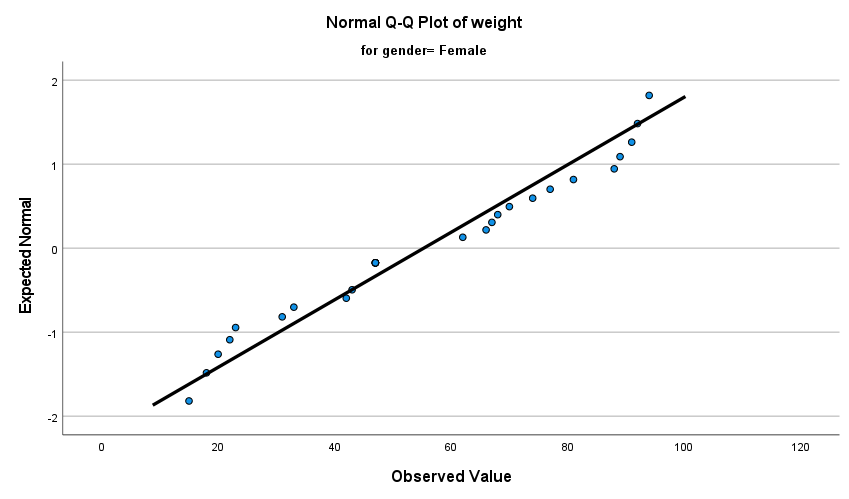 Normal Q-Q Plot of weight
for gender= Female
Expected Normal
2
1
0
-1
-2
0 20 40 60 80 100 120
Observed Value